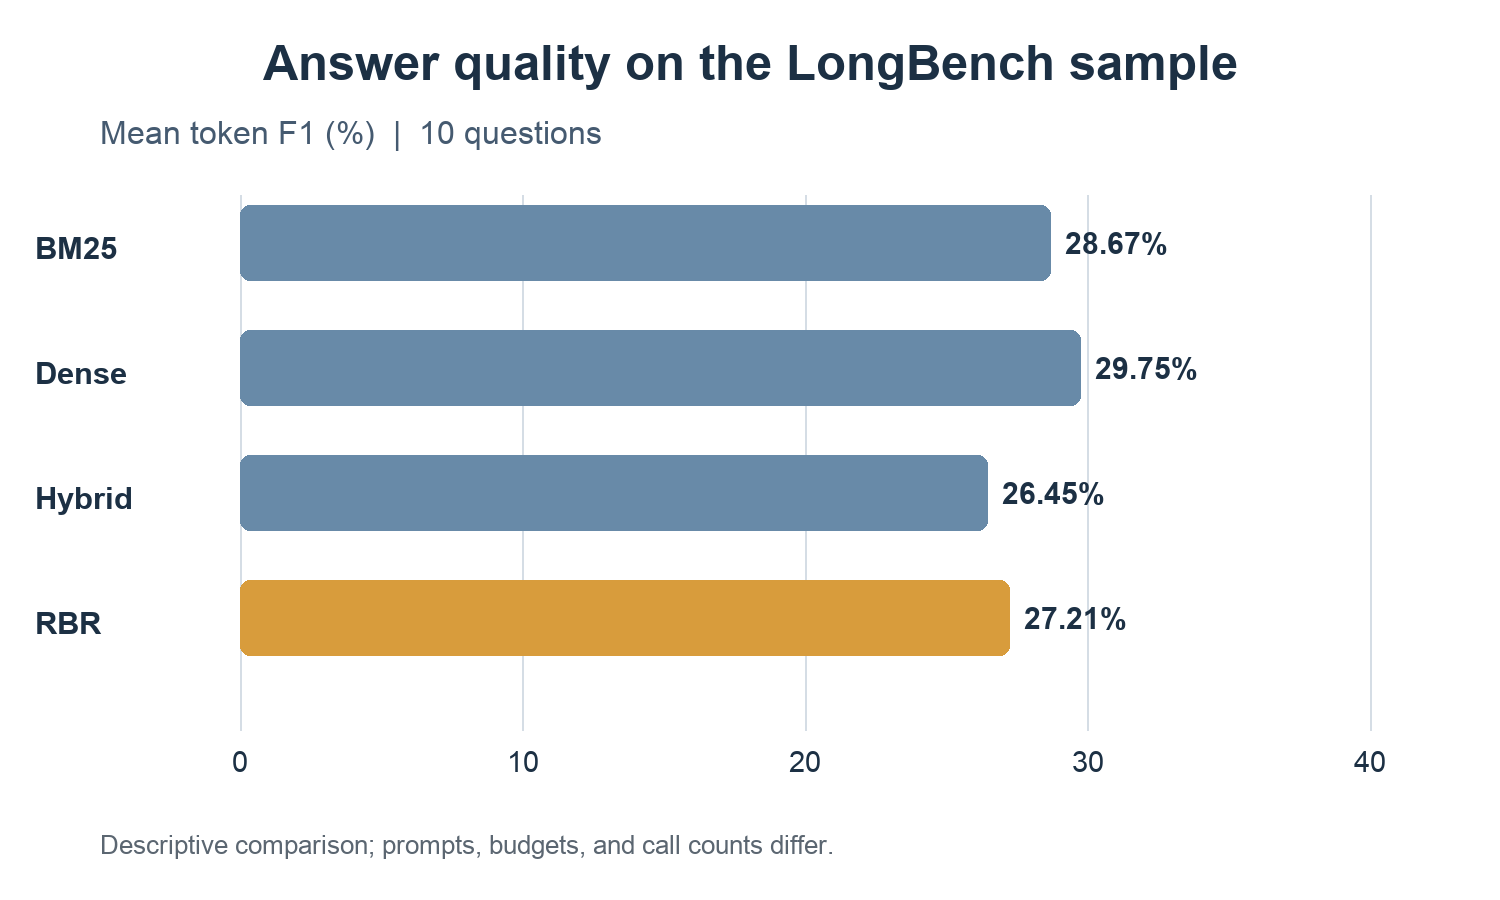 Answer quality on the LongBench sample
Mean token F1 (%) | 10 questions
BM25 28.67%
Dense 29.75%
Hybrid 26.45%
RBR 27.21%
0 10 20 30 40
Descriptive comparison; prompts, budgets, and call counts differ.